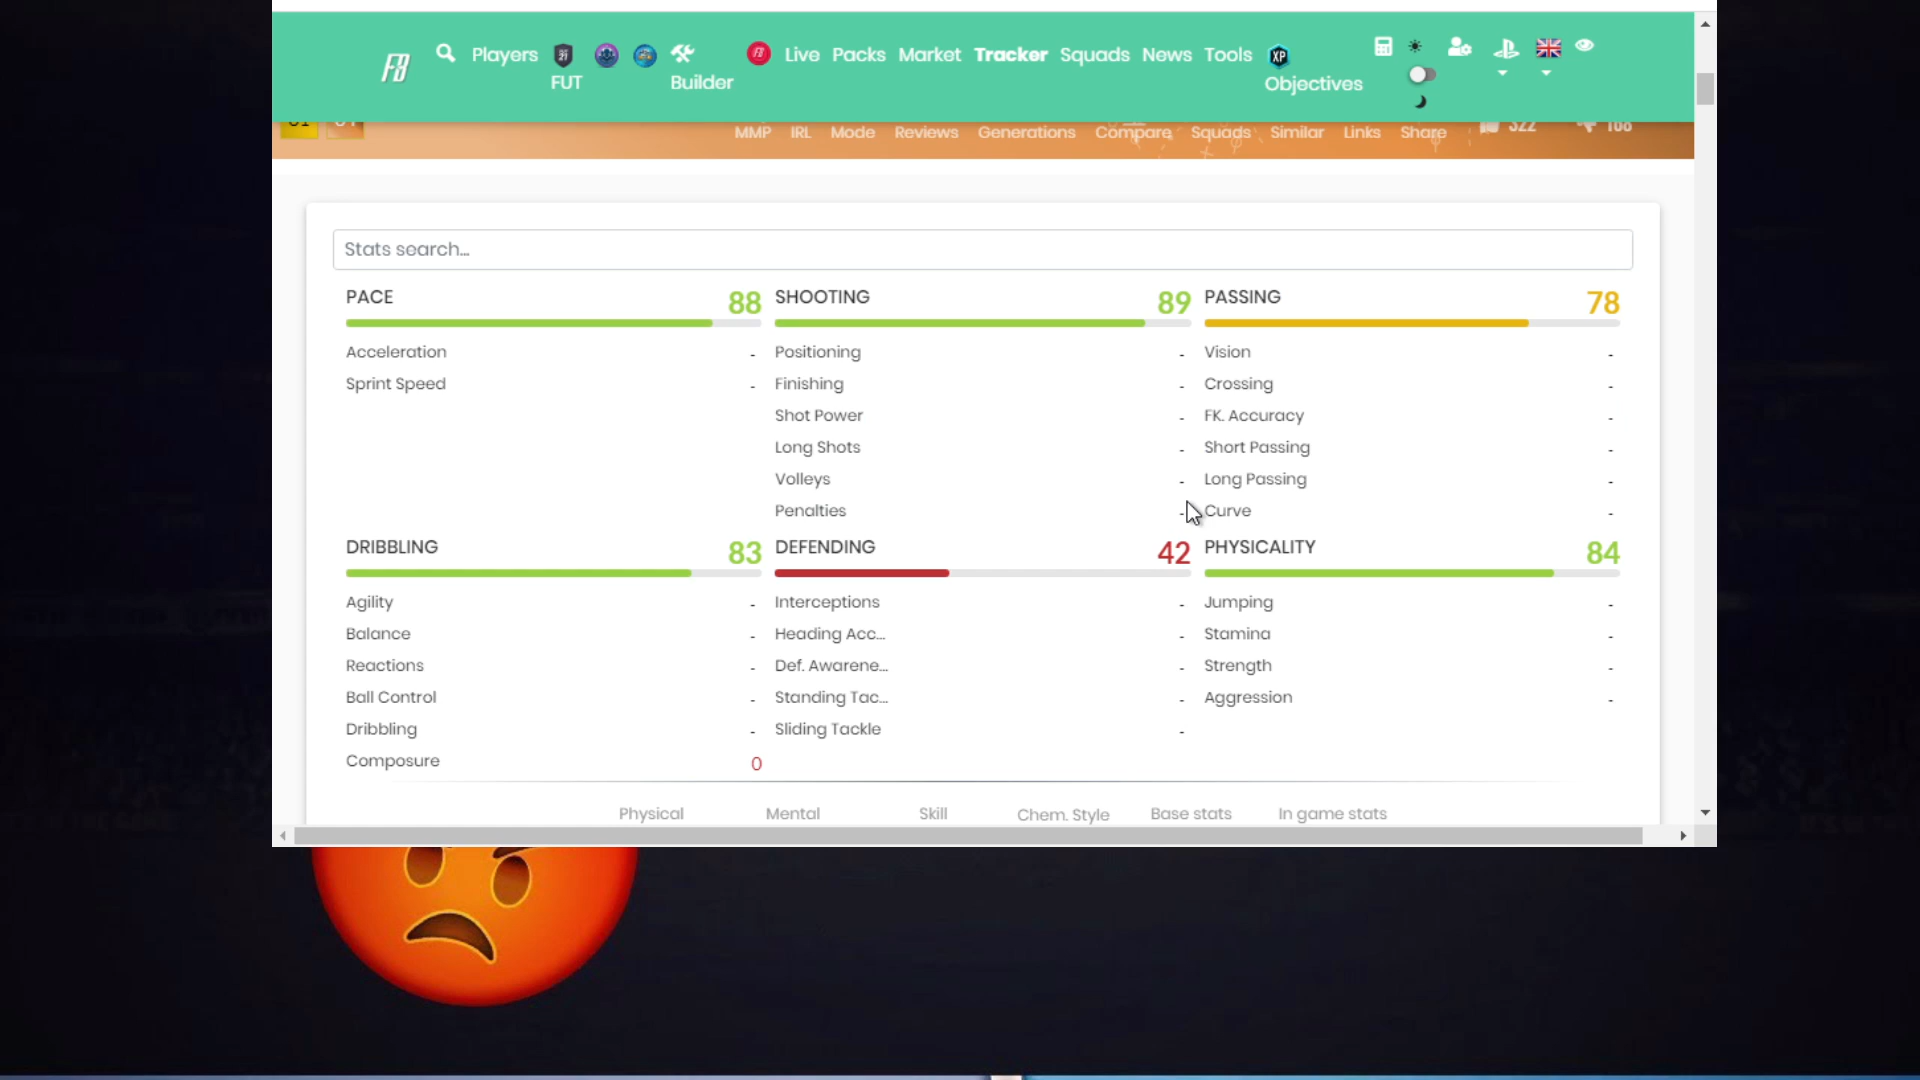 Players FUT Builder Live Packs Market Tracker Squads News Tools XP Objectives
MMP IRL Mode Reviews Generations Compare Squads Similar Links Share 322
Stats search...
PACE 88 SHOOTING 89 PASSING 78
Acceleration - Positioning - Vision -
Sprint Speed - Finishing - Crossing -
Shot Power - FK. Accuracy -
Long Shots - Short Passing -
Volleys - Long Passing -
Penalties - Curve -
DRIBBLING 83 DEFENDING 42 PHYSICALITY 84
Agility - Interceptions - Jumping -
Balance - Heading Acc... - Stamina -
Reactions - Def. Awarene... - Strength -
Ball Control - Standing Tac... - Aggression -
Dribbling - Sliding Tackle -
Composure 0
Physical Mental Skill Chem. Style Base stats In game stats